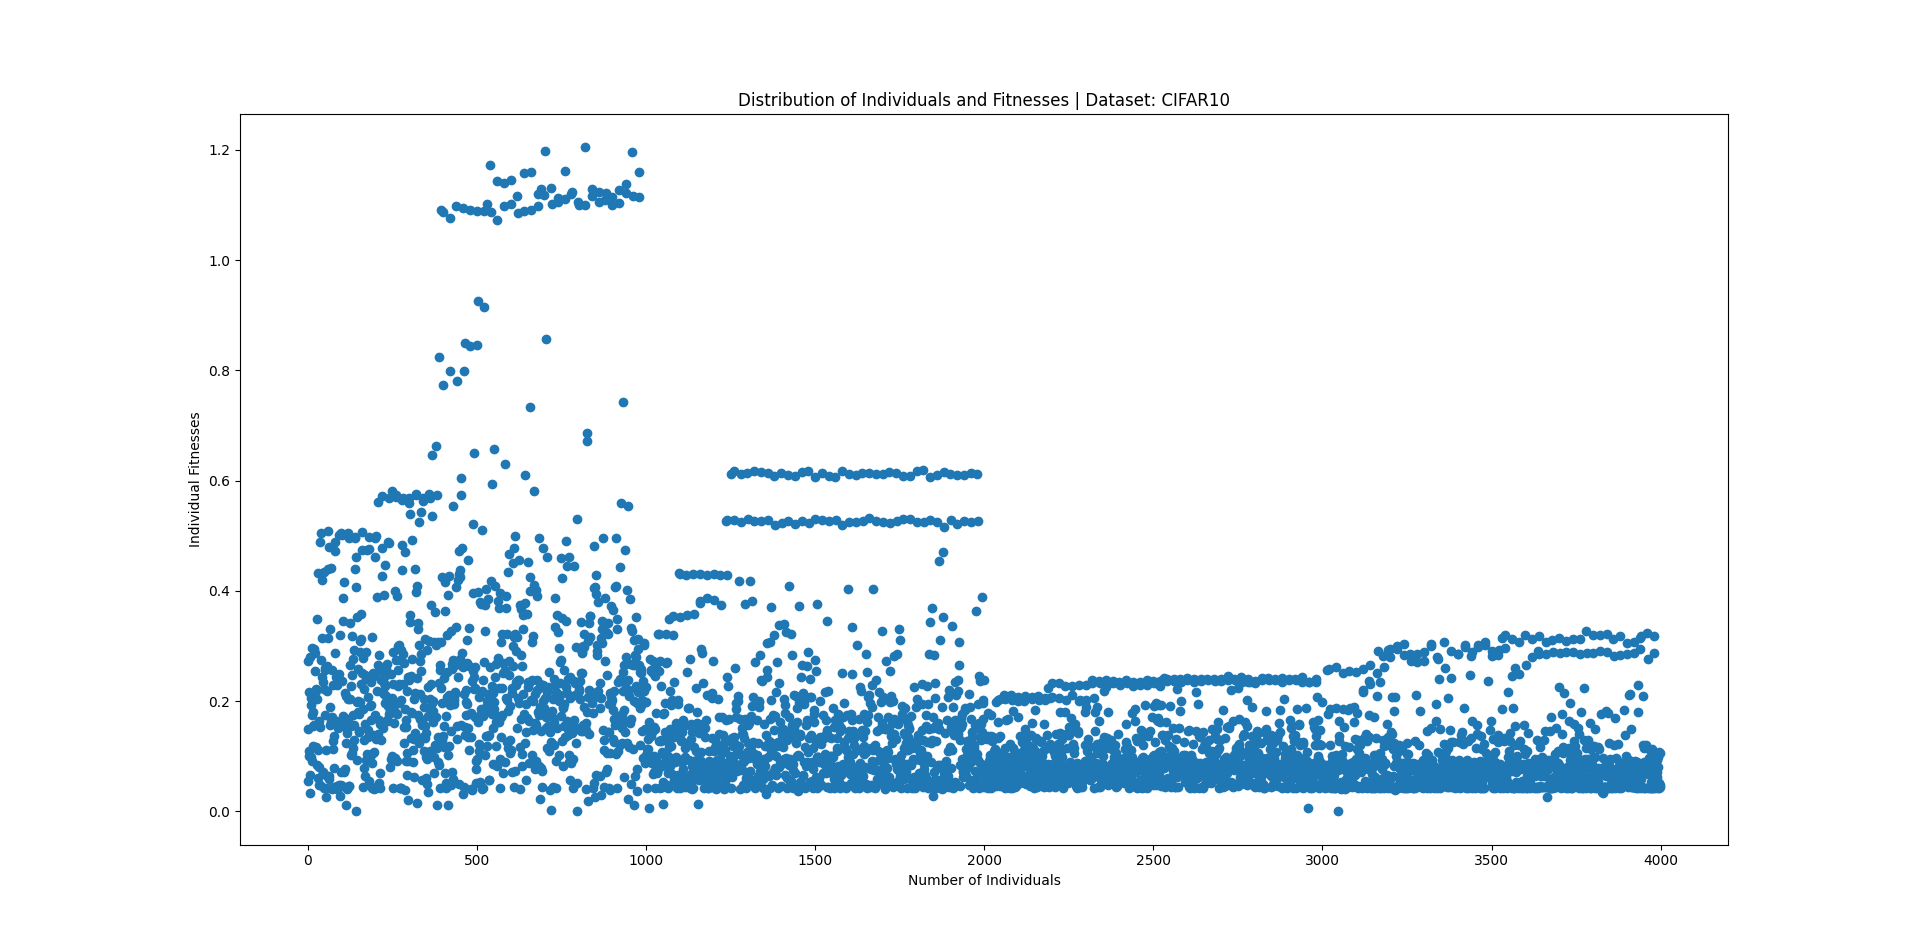 Distribution of Individuals and Fitnesses | Dataset: CIFAR10
1.2
1.0
0.8
0.6
0.4
0.2
0.0
Individual Fitnesses
0 500 1000 1500 2000 2500 3000 3500 4000
Number of Individuals